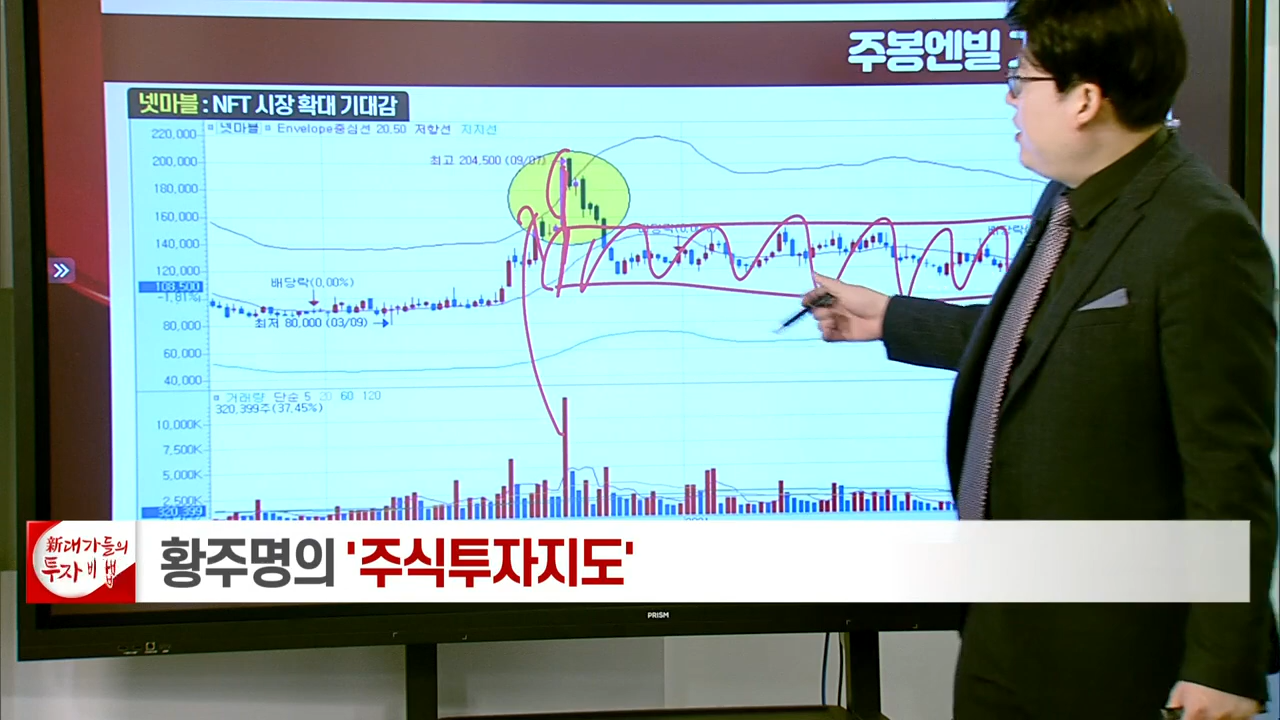 주봉엔빌
넷마블 : NFT 시장 확대 기대감
넷마블 Envelope중심선 20,50 저항선 지지선
220,000
200,000
180,000
160,000
140,000
120,000
108,500
-1.81%
80,000
60,000
40,000
최고 204,500 (09/07)
배당락(0,00%)
최저 80,000 (03/09)
거래량 단순 5 20 60 120
320,399주(37.45%)
10,000K
7,500K
5,000K
2,500K
320,399
新대가들의
투자 비법
황주명의 '주식투자지도'
PRISM